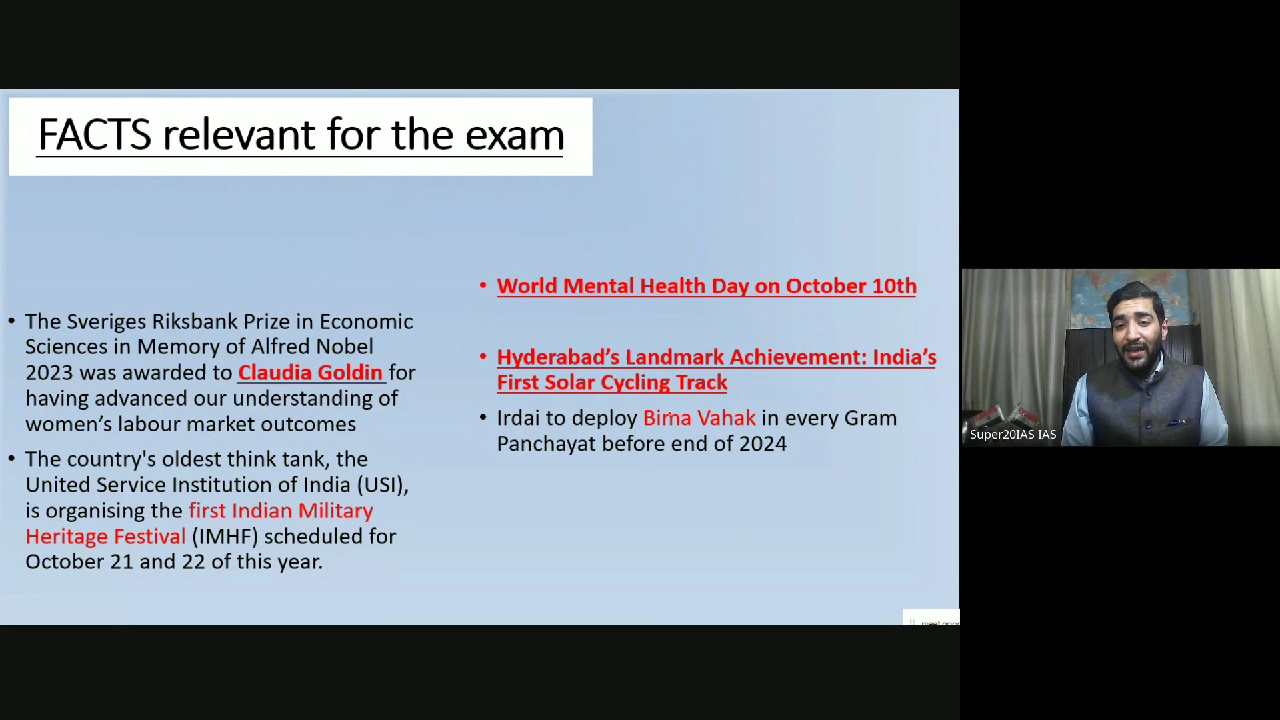 FACTS relevant for the exam
• The Sveriges Riksbank Prize in Economic
Sciences in Memory of Alfred Nobel
2023 was awarded to Claudia Goldin for
having advanced our understanding of
women’s labour market outcomes
• The country's oldest think tank, the
United Service Institution of India (USI),
is organising the first Indian Military
Heritage Festival (IMHF) scheduled for
October 21 and 22 of this year.
• World Mental Health Day on October 10th
• Hyderabad’s Landmark Achievement: India’s
First Solar Cycling Track
• Irdai to deploy Bima Vahak in every Gram
Panchayat before end of 2024
Super20IAS IAS